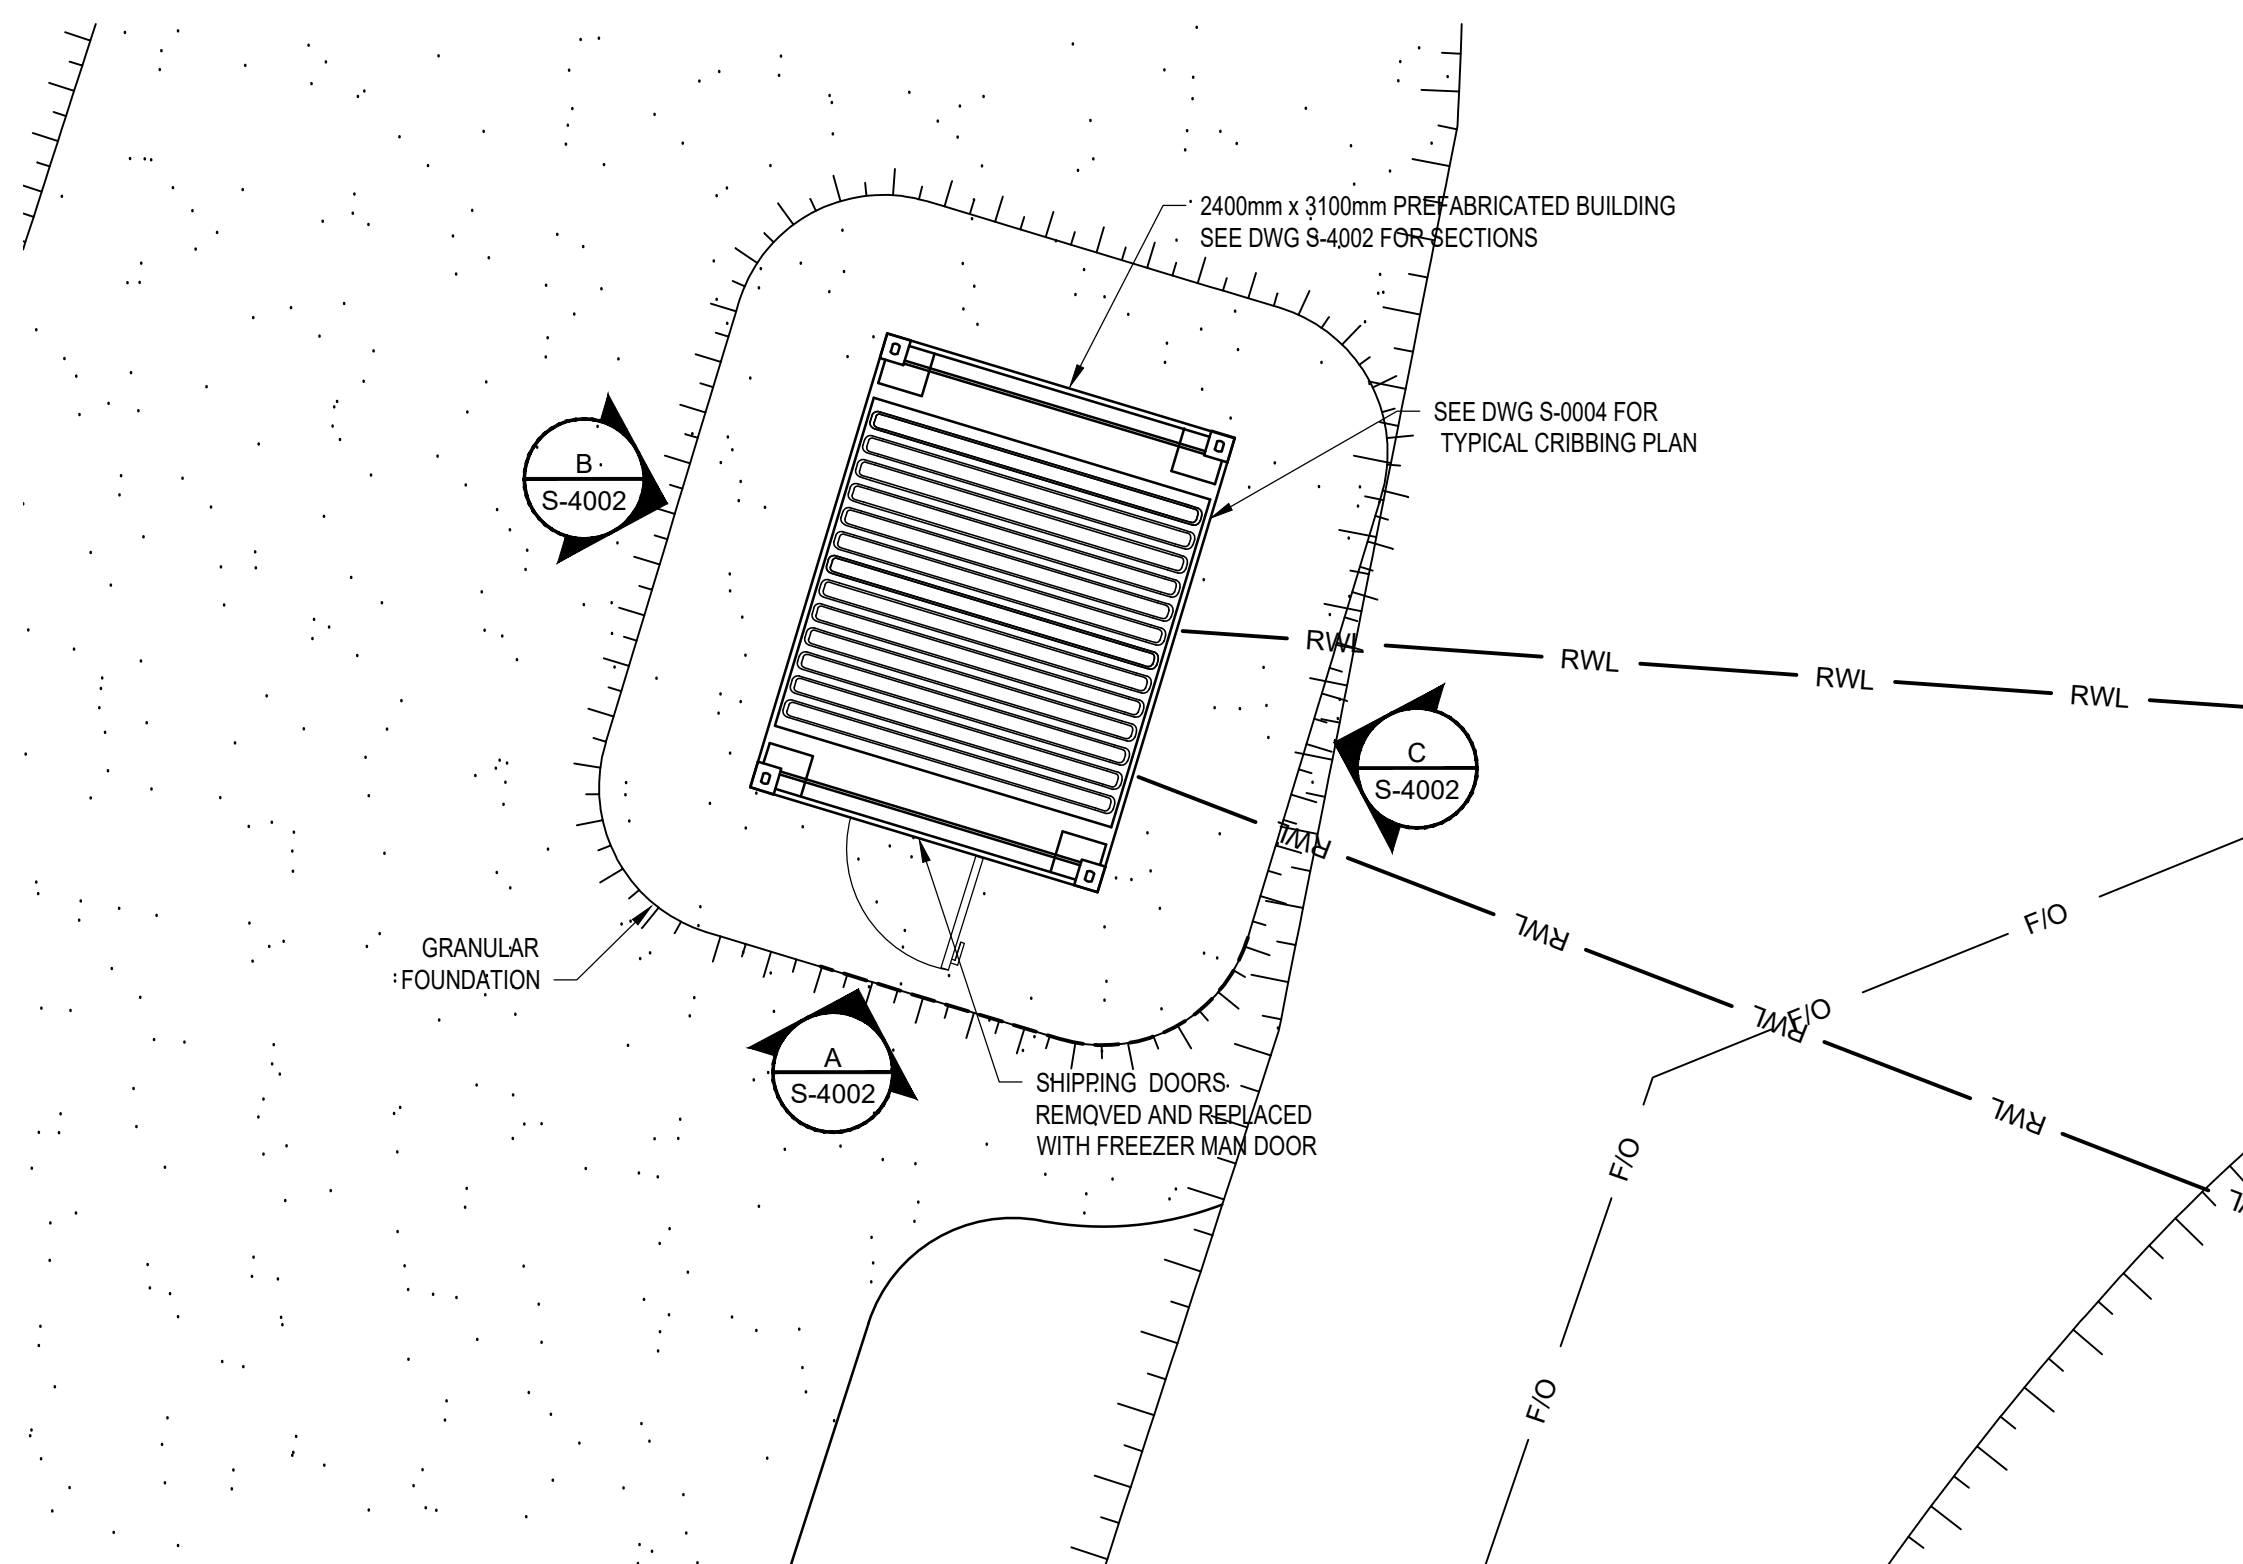 2400mm x 3100mm PREFABRICATED BUILDING
SEE DWG S-4002 FOR SECTIONS
SEE DWG S-0004 FOR
TYPICAL CRIBBING PLAN
B
S-4002
RWL
RWL
RWL
RWL
C
S-4002
RWL
RWL
RWL
RWL
F/O
F/O
F/O
F/O
GRANULAR
FOUNDATION
A
S-4002
SHIPPING DOORS
REMOVED AND REPLACED
WITH FREEZER MAN DOOR